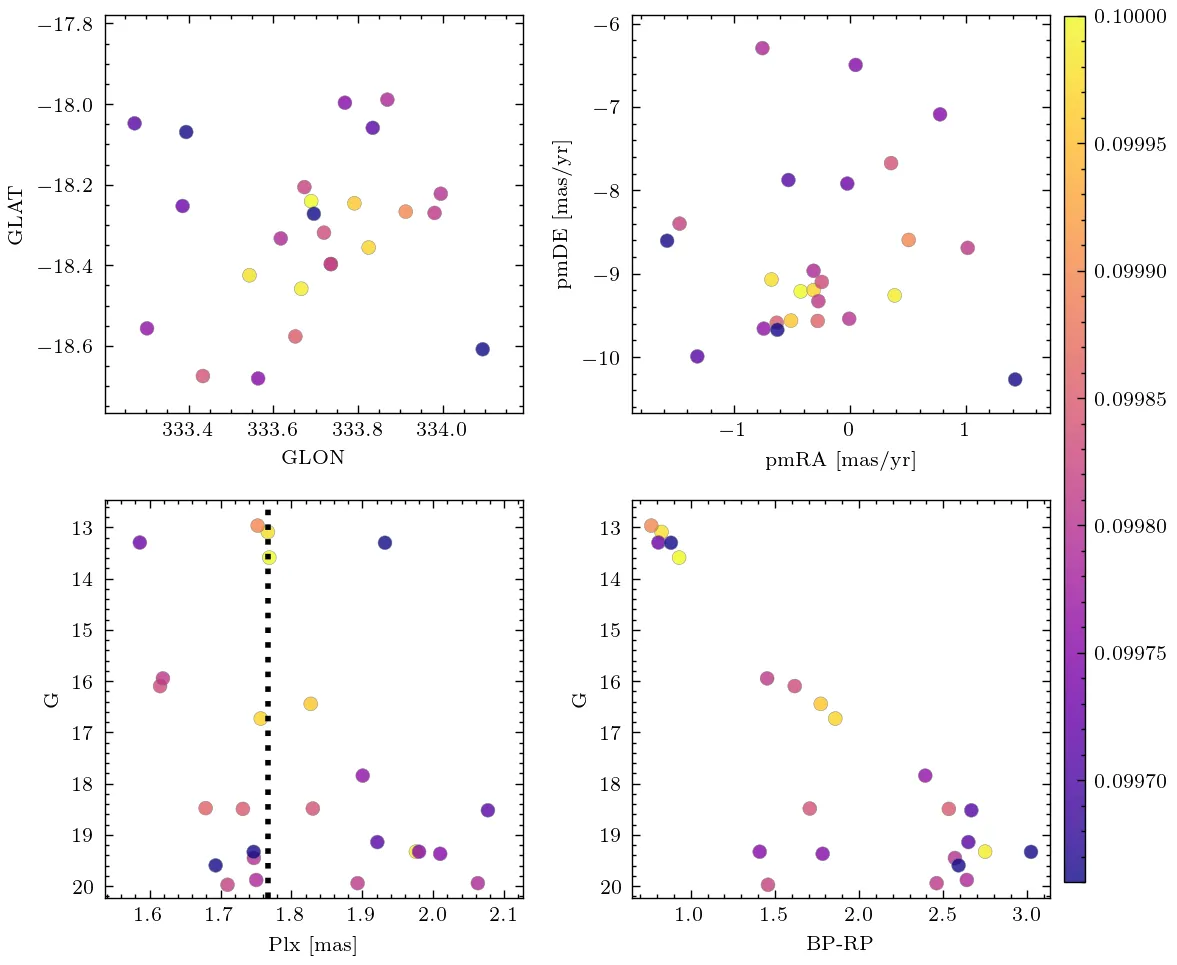 −17.8
−18.0
−18.2
−18.4
−18.6
GLAT
333.4 333.6 333.8 334.0
GLON
−6
−7
−8
−9
−10
pmDE [mas/yr]
−1 0 1
pmRA [mas/yr]
0.10000
0.09995
0.09990
0.09985
0.09980
0.09975
0.09970
13
14
15
16
17
18
19
20
G
1.6 1.7 1.8 1.9 2.0 2.1
Plx [mas]
13
14
15
16
17
18
19
20
G
1.0 1.5 2.0 2.5 3.0
BP-RP